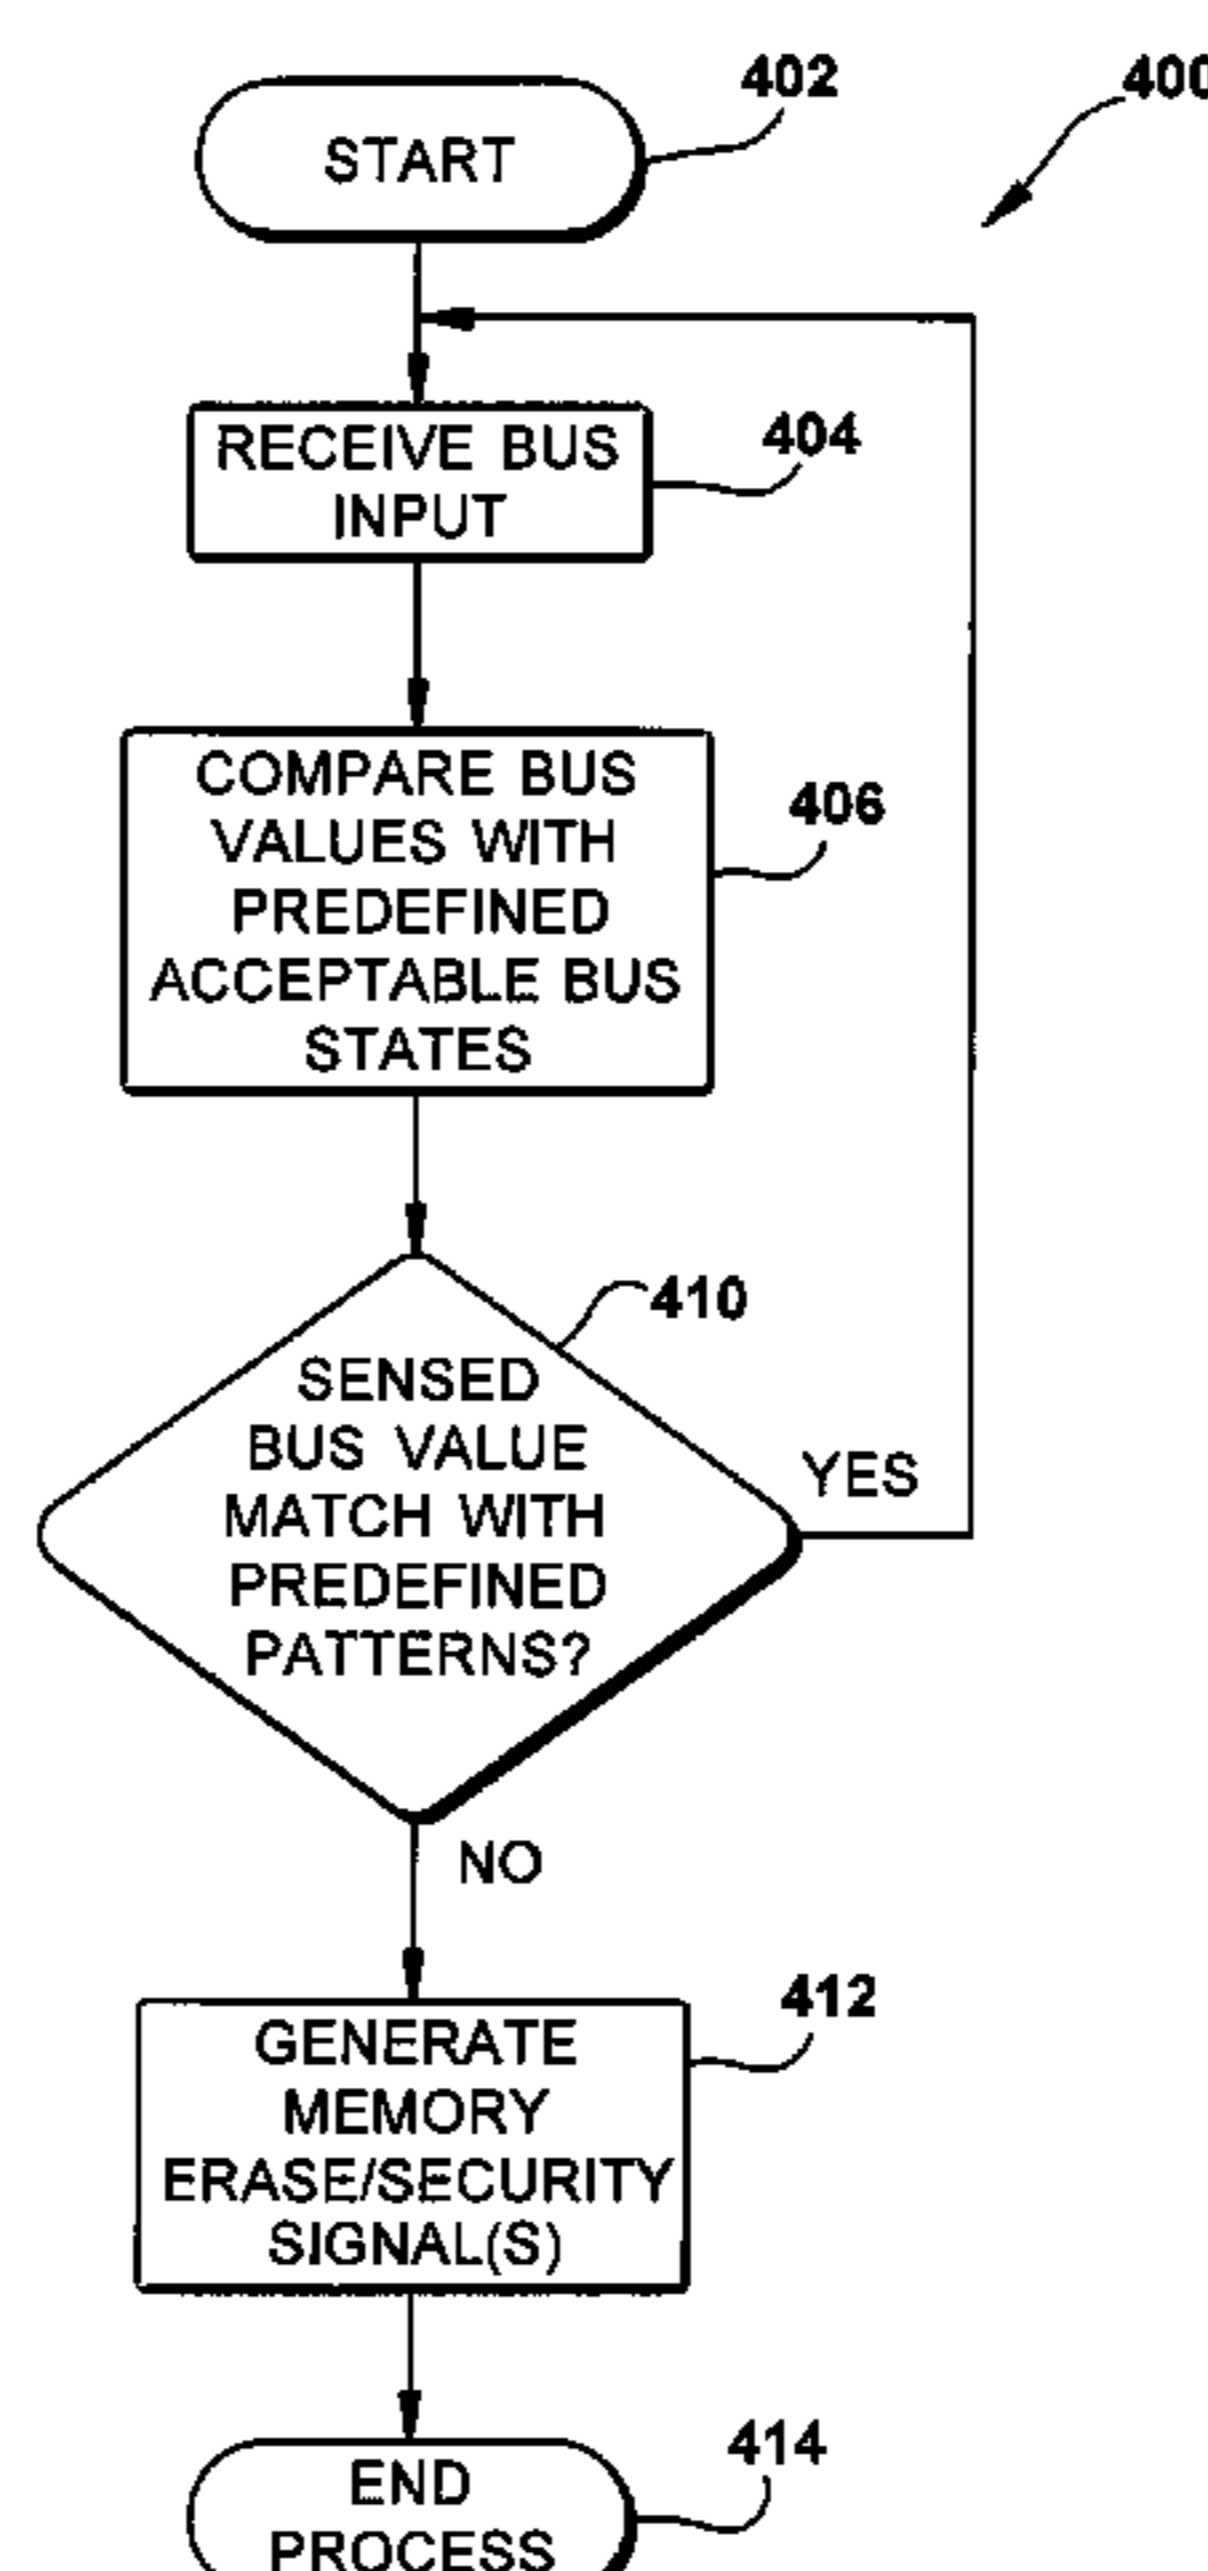 402
400
START
RECEIVE BUS
INPUT
404
COMPARE BUS
VALUES WITH
PREDEFINED
ACCEPTABLE BUS
STATES
406
410
SENSED
BUS VALUE
MATCH WITH
PREDEFINED
PATTERNS?
YES
NO
412
GENERATE
MEMORY
ERASE/SECURITY
SIGNAL(S)
414
END
PROCESS